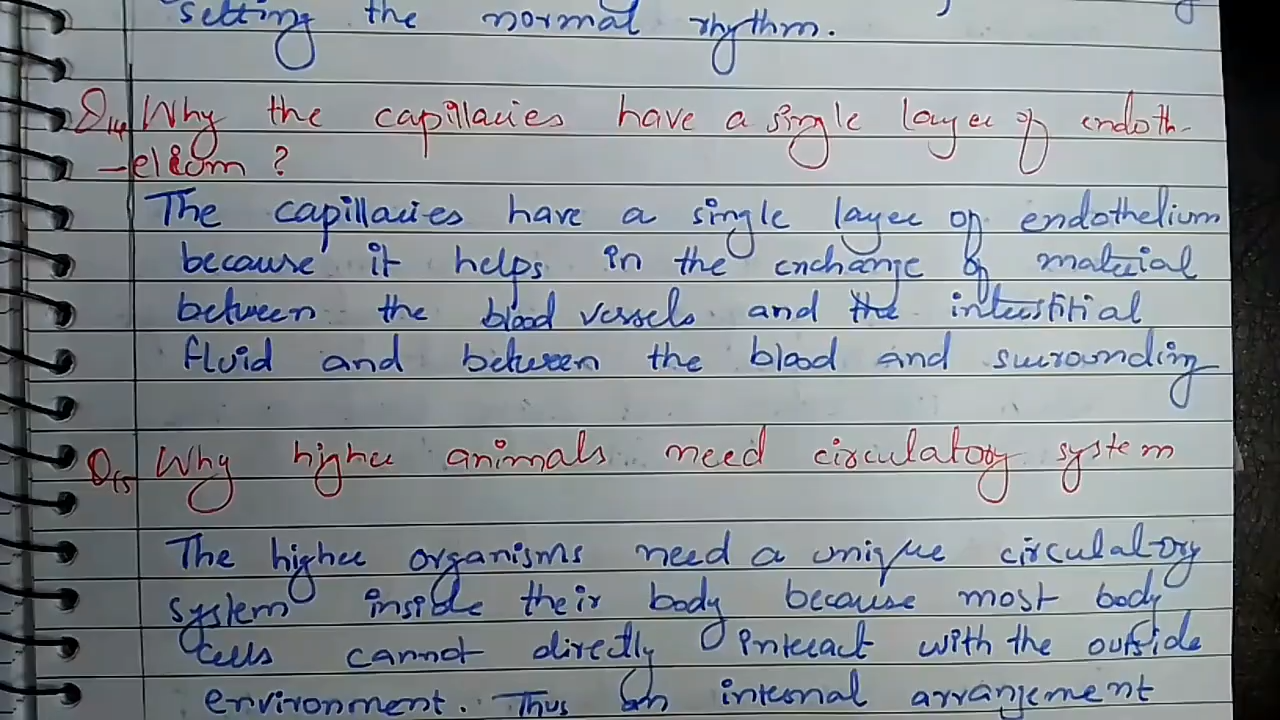 setting the normal rhythm.
Q14 Why the capillaries have a single layer of endoth-
-elium ?
The capillaries have a single layer of endothelium
because it helps in the exchange of material
between the blood vessels and the interstitial
fluid and between the blood and surrounding
Q15 Why higher animals need circulatory system
The higher organisms need a unique circulatory
system inside their body because most body
cells cannot directly interact with the outside
environment. Thus an internal arrangement